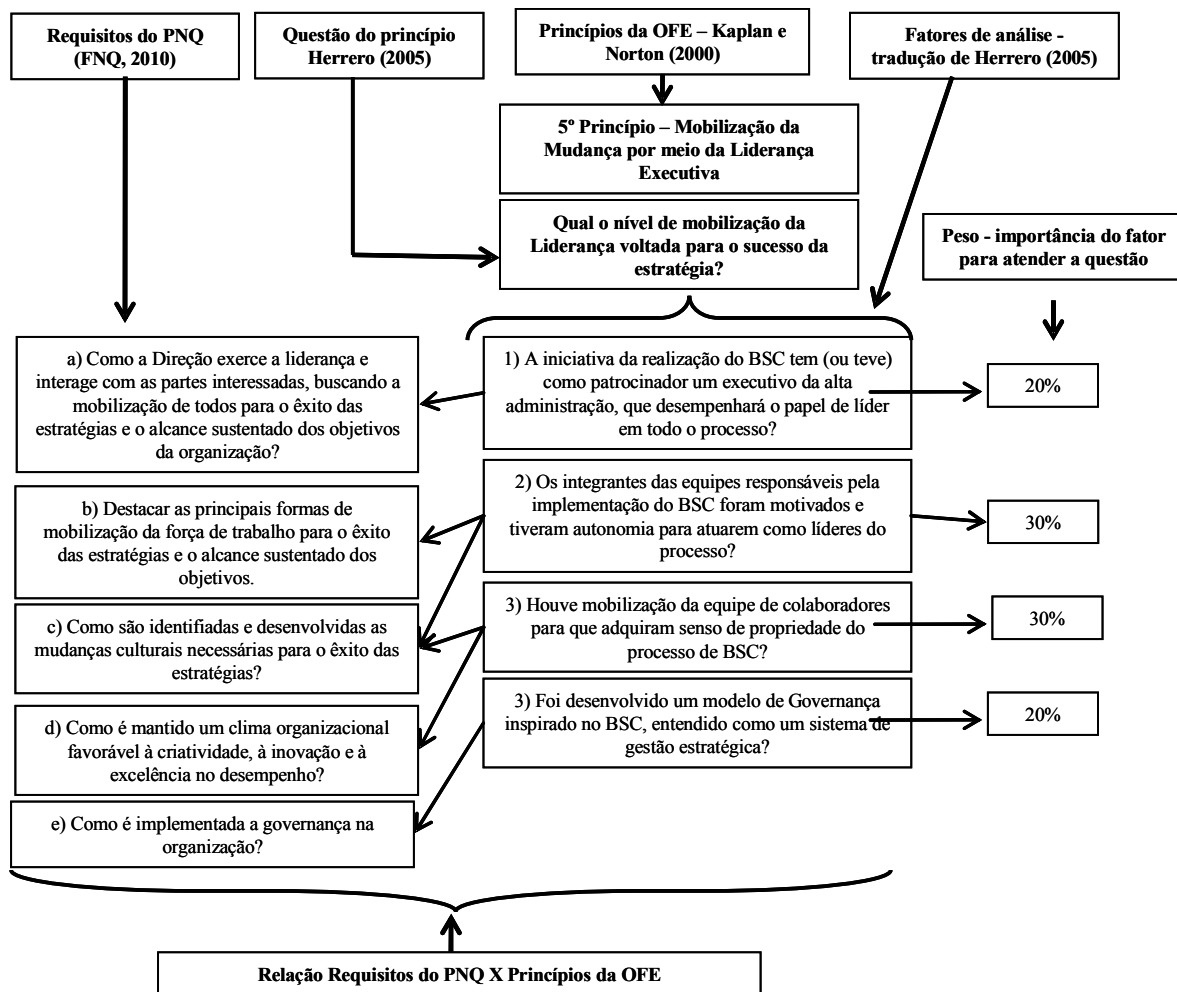 Requisitos do PNQ
(FNQ, 2010)
Questão do princípio
Herrero (2005)
Princípios da OFE – Kaplan e
Norton (2000)
Fatores de análise -
tradução de Herrero (2005)
5º Princípio – Mobilização da
Mudança por meio da Liderança
Executiva
Qual o nível de mobilização da
Liderança voltada para o sucesso da
estratégia?
Peso - importância do fator
para atender a questão
a) Como a Direção exerce a liderança e
interage com as partes interessadas, buscando a
mobilização de todos para o êxito das
estratégias e o alcance sustentado dos objetivos
da organização?
1) A iniciativa da realização do BSC tem (ou teve)
como patrocinador um executivo da alta
administração, que desempenhará o papel de líder
em todo o processo?
20%
b) Destacar as principais formas de
mobilização da força de trabalho para o êxito
das estratégias e o alcance sustentado dos
objetivos.
2) Os integrantes das equipes responsáveis pela
implementação do BSC foram motivados e
tiveram autonomia para atuarem como líderes do
processo?
30%
c) Como são identificadas e desenvolvidas as
mudanças culturais necessárias para o êxito das
estratégias?
3) Houve mobilização da equipe de colaboradores
para que adquiram senso de propriedade do
processo de BSC?
30%
d) Como é mantido um clima organizacional
favorável à criatividade, à inovação e à
excelência no desempenho?
3) Foi desenvolvido um modelo de Governança
inspirado no BSC, entendido como um sistema de
gestão estratégica?
20%
e) Como é implementada a governança na
organização?
Relação Requisitos do PNQ X Princípios da OFE